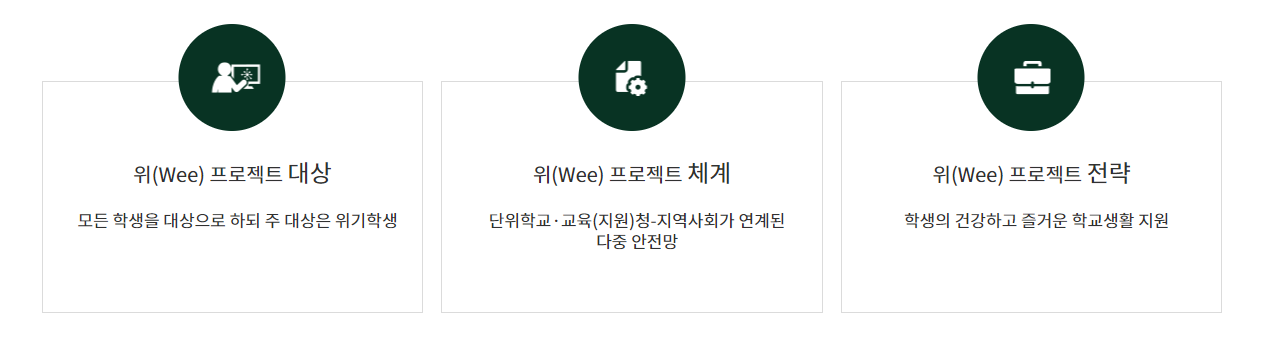 위(Wee) 프로젝트 대상
모든 학생을 대상으로 하되 주 대상은 위기학생
위(Wee) 프로젝트 체계
단위학교·교육(지원)청-지역사회가 연계된
다중 안전망
위(Wee) 프로젝트 전략
학생의 건강하고 즐거운 학교생활 지원